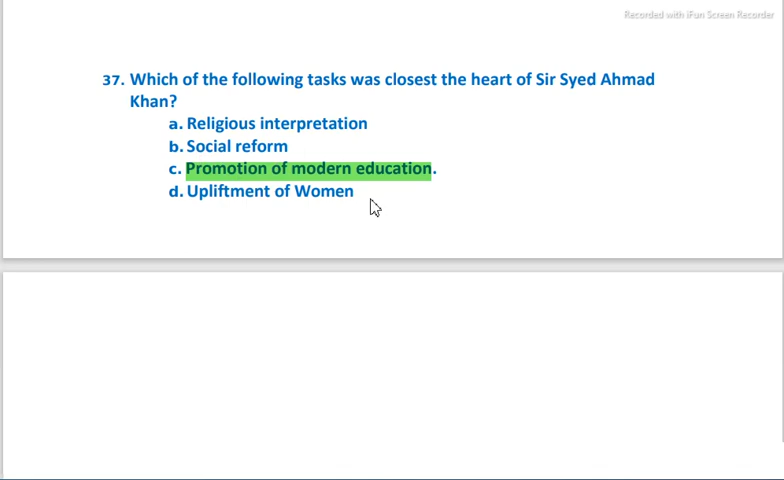 Recorded with iFun Screen Recorder
37. Which of the following tasks was closest the heart of Sir Syed Ahmad
Khan?
a. Religious interpretation
b. Social reform
c. Promotion of modern education.
d. Upliftment of Women